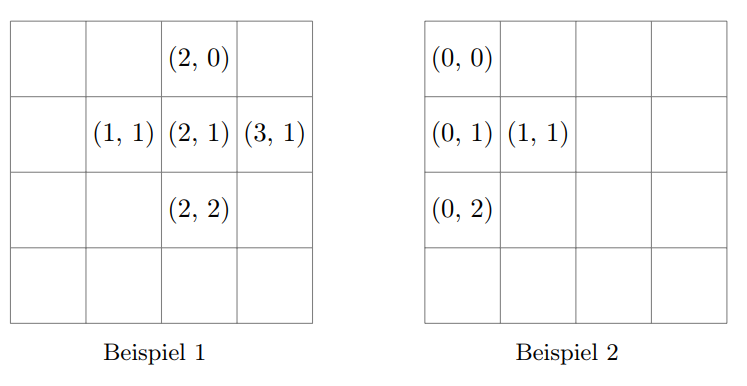 (2, 0)
(1, 1) (2, 1) (3, 1)
(2, 2)
Beispiel 1
(0, 0)
(0, 1) (1, 1)
(0, 2)
Beispiel 2